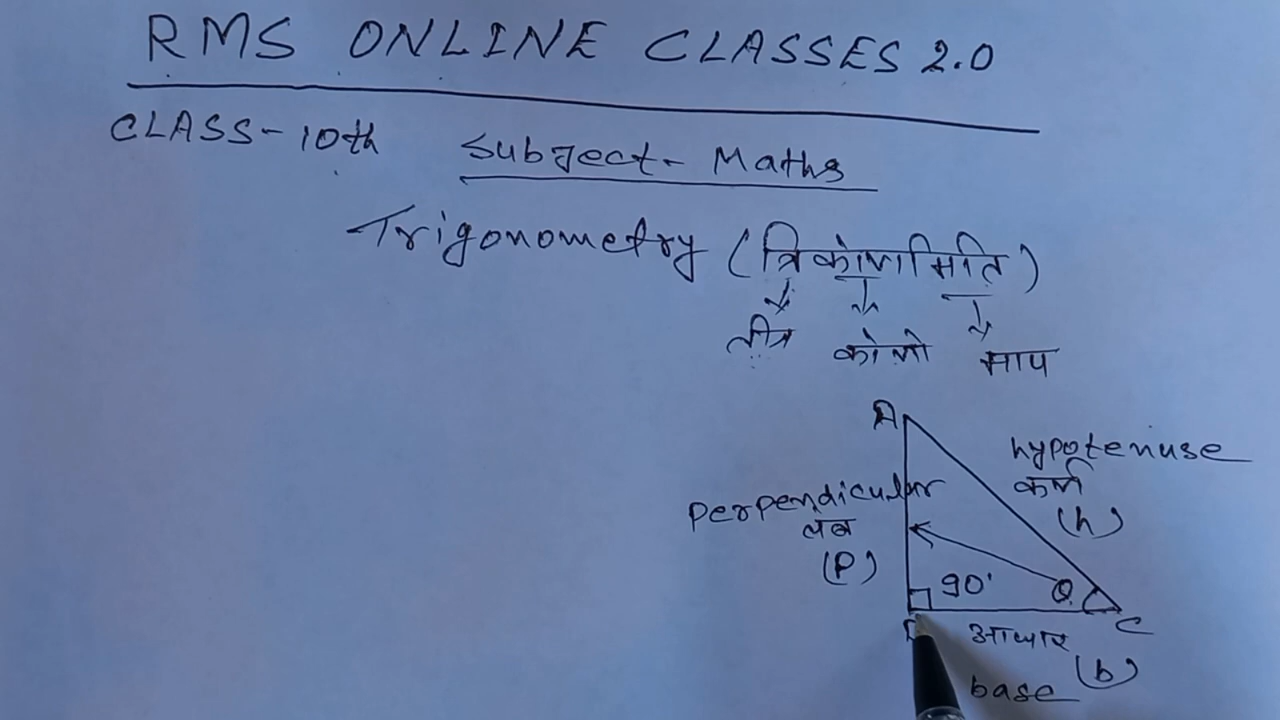 RMS ONLINE CLASSES 2.0
CLASS-10th Subject- Maths
Trigonometry (त्रिकोणमिति)
तीन कोणों माप
A
hypotenuse
कर्ण
(h)
perpendicular
लंब
(P)
90°
θ
C
आधार
(b)
base